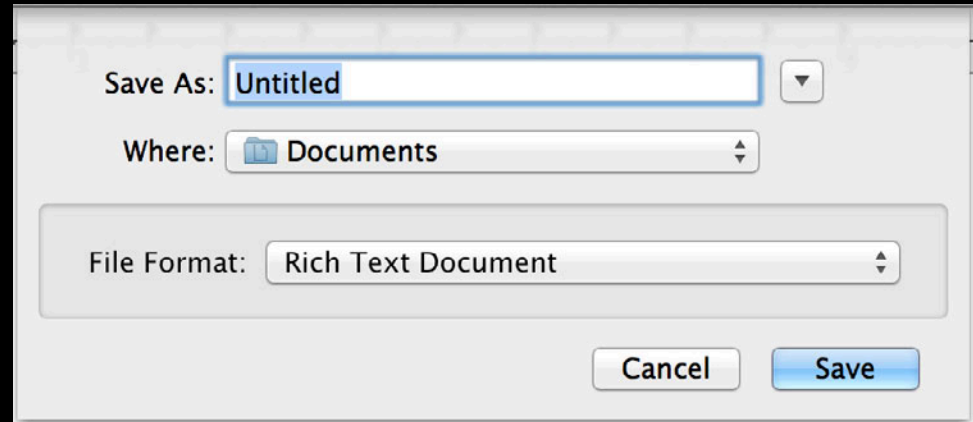 Save As: Untitled
Where: Documents
File Format: Rich Text Document
Cancel Save